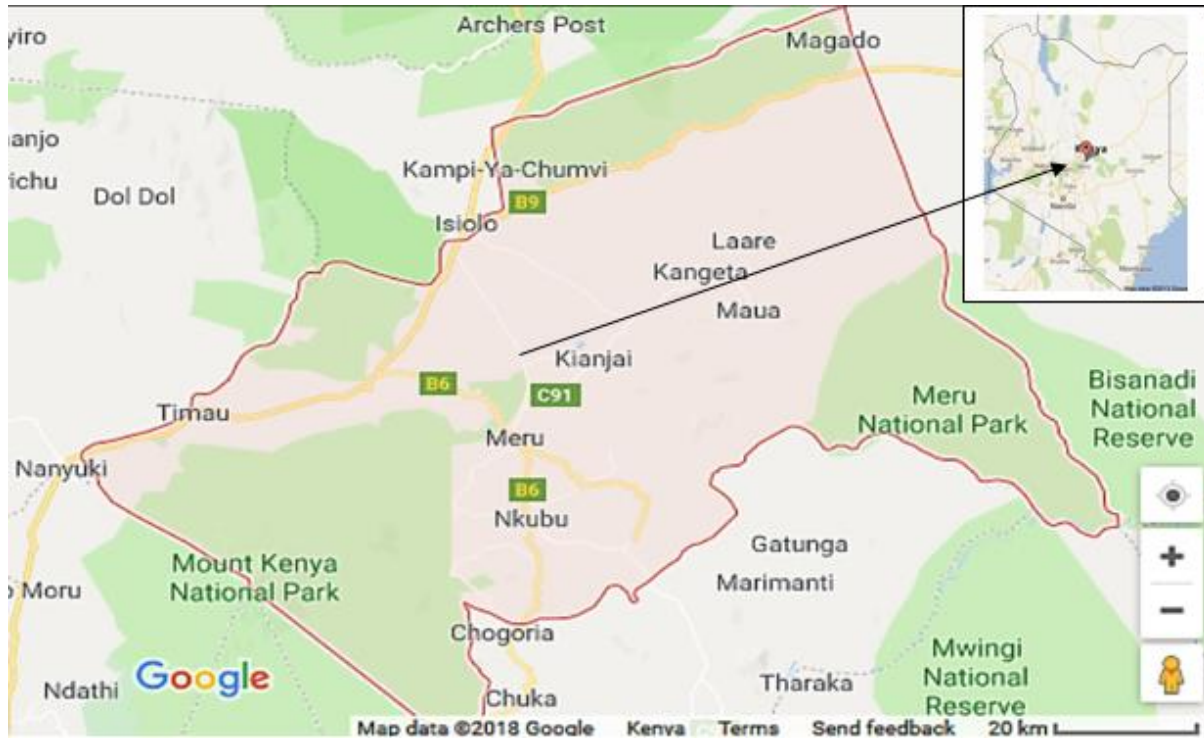 Archers Post
Magado
yiro
anjo
richu
Dol Dol
Kampi-Ya-Chumvi
B9
Isiolo
Laare
Kangeta
Maua
Kianjai
B6
C91
Timau
Meru
Meru
National Park
Bisanadi
National
Reserve
Nanyuki
B6
Nkubu
Gatunga
Marimanti
Mount Kenya
National Park
Moru
Chogoria
Google
Ndathi
Chuka
Tharaka
Mwingi
National
Reserve
Map data ©2018 Google Kenya Terms Send feedback 20 km